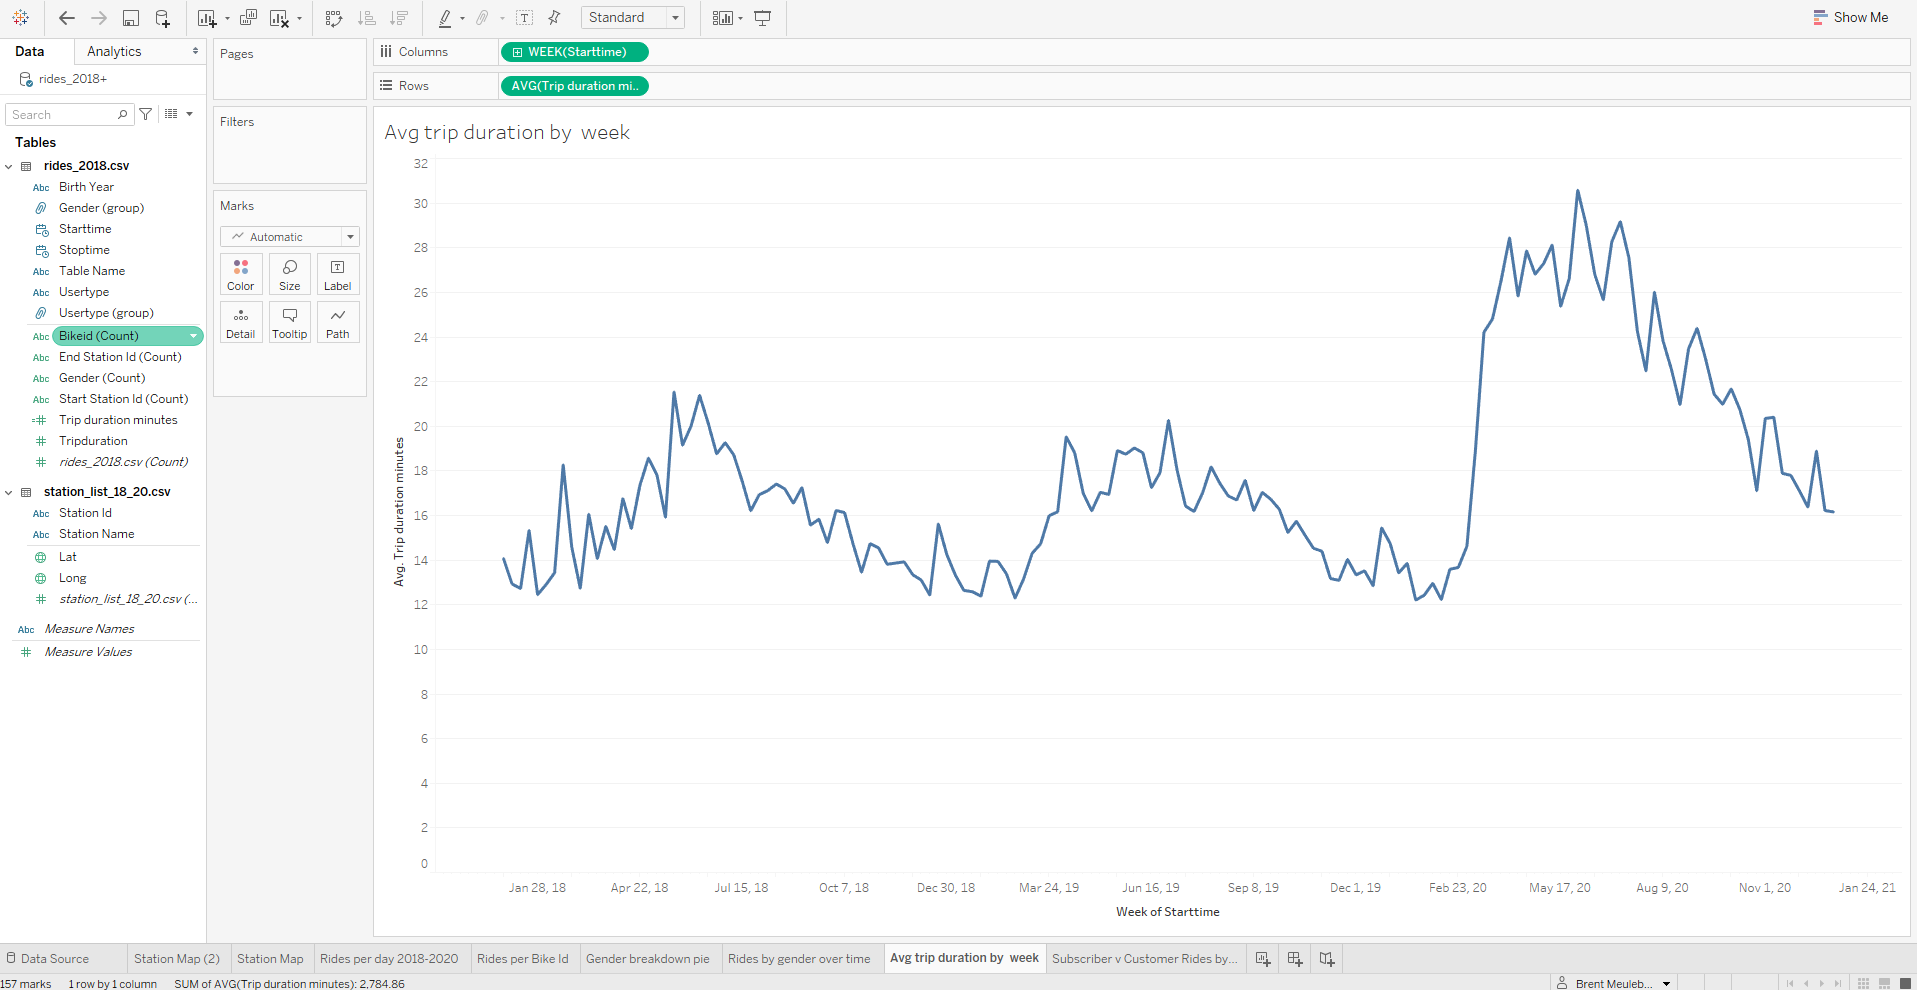 Standard
Show Me
Data
Analytics
rides_2018+
Search
Tables
rides_2018.csv
Abc Birth Year
Gender (group)
Starttime
Stoptime
Abc Table Name
Abc Usertype
Usertype (group)
Abc Bikeid (Count)
Abc End Station Id (Count)
Abc Gender (Count)
Abc Start Station Id (Count)
=# Trip duration minutes
# Tripduration
# rides_2018.csv (Count)
station_list_18_20.csv
Abc Station Id
Abc Station Name
Lat
Long
# station_list_18_20.csv (...
Abc Measure Names
# Measure Values
Pages
Filters
Marks
Automatic
Color Size Label
Detail Tooltip Path
Columns WEEK(Starttime)
Rows AVG(Trip duration mi..
Avg trip duration by  week
32
30
28
26
24
22
20
18
16
14
12
10
8
6
4
2
0
Avg. Trip duration minutes
Jan 28, 18 Apr 22, 18 Jul 15, 18 Oct 7, 18 Dec 30, 18 Mar 24, 19 Jun 16, 19 Sep 8, 19 Dec 1, 19 Feb 23, 20 May 17, 20 Aug 9, 20 Nov 1, 20 Jan 24, 21
Week of Starttime
Data Source Station Map (2) Station Map Rides per day 2018-2020 Rides per Bike Id Gender breakdown pie Rides by gender over time Avg trip duration by  week Subscriber v Customer Rides by...
157 marks 1 row by 1 column SUM of AVG(Trip duration minutes): 2,784.86 Brent Meuleb...